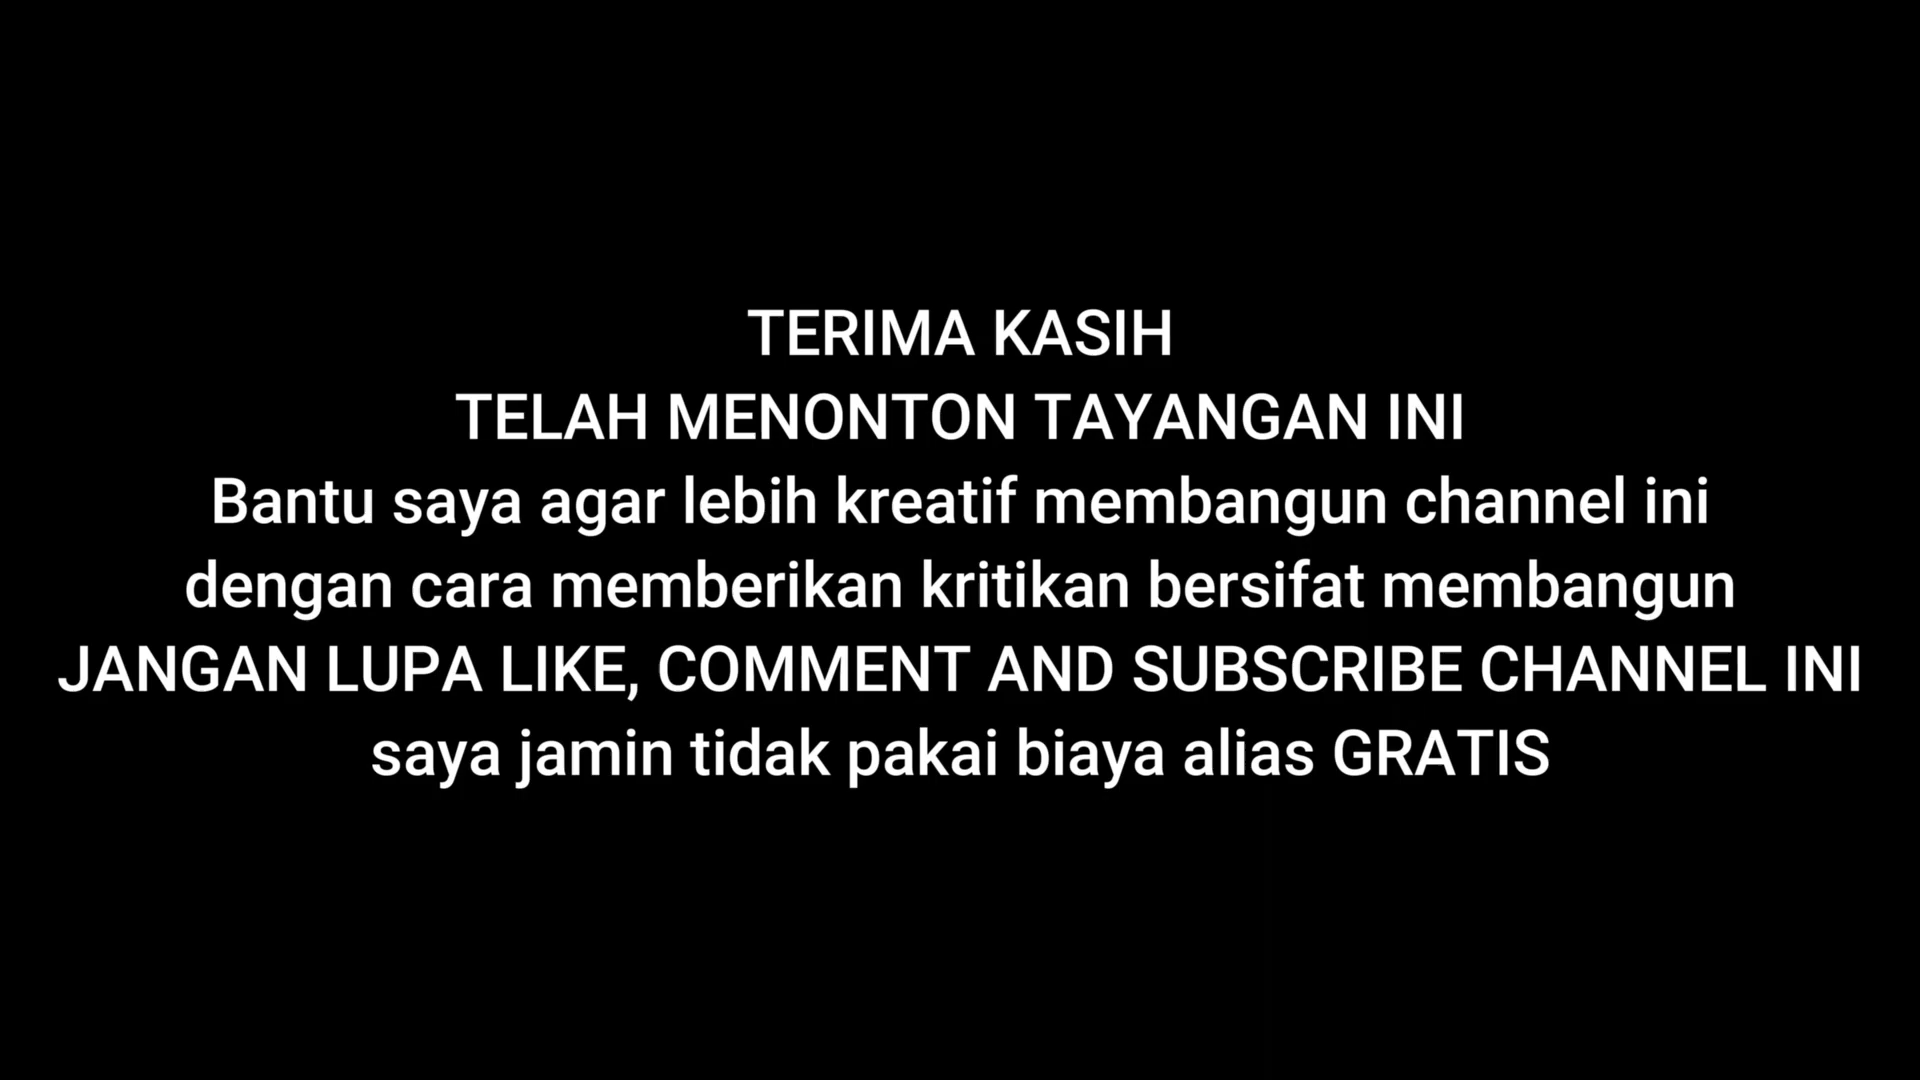 TERIMA KASIH
TELAH MENONTON TAYANGAN INI
Bantu saya agar lebih kreatif membangun channel ini
dengan cara memberikan kritikan bersifat membangun
JANGAN LUPA LIKE, COMMENT AND SUBSCRIBE CHANNEL INI
saya jamin tidak pakai biaya alias GRATIS